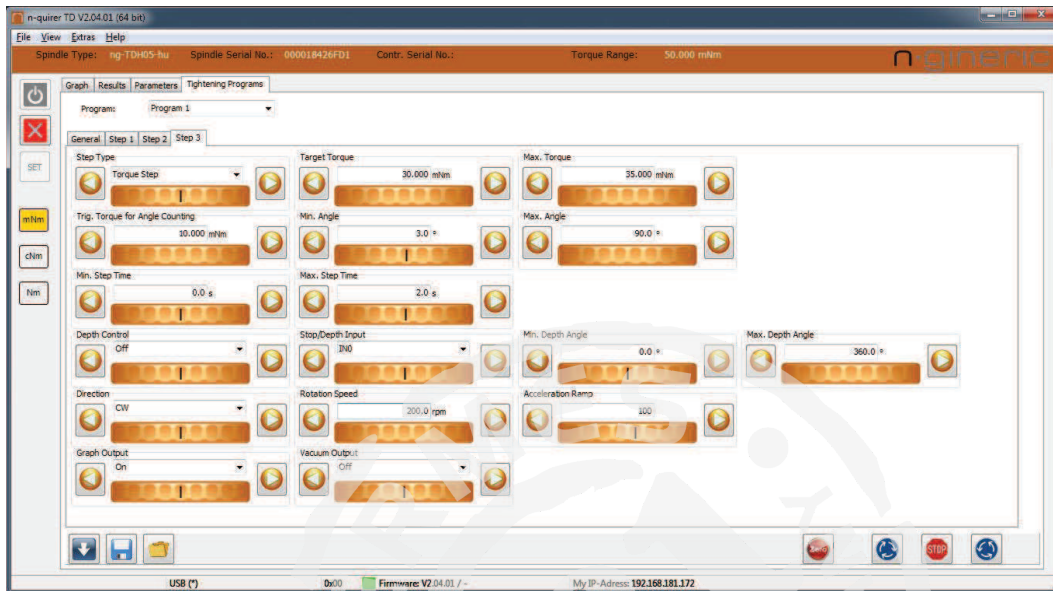 n-quirer TD V2.04.01 (64 bit)
File View Extras Help
Spindle Type: ng-TDH05-hu Spindle Serial No.: 000018426FD1 Contr. Serial No.: Torque Range: 50.000 mNm
Graph Results Parameters Tightening Programs
Program: Program 1
General Step 1 Step 2 Step 3
SET
mNm
cNm
Nm
Step Type Target Torque Max. Torque
Torque Step 30.000 mNm 35.000 mNm
Trig. Torque for Angle Counting Min. Angle Max. Angle
10.000 mNm 3.0 ° 90.0 °
Min. Step Time Max. Step Time
0.0 s 2.0 s
Depth Control Stop/Depth Input Min. Depth Angle Max. Depth Angle
Off IN0 0.0 ° 360.0 °
Direction Rotation Speed Acceleration Ramp
CW 200.0 rpm 100
Graph Output Vacuum Output
On Off
STOP
USB (*) 0x00 Firmware: V2.04.01 / - My IP-Adress: 192.168.181.172